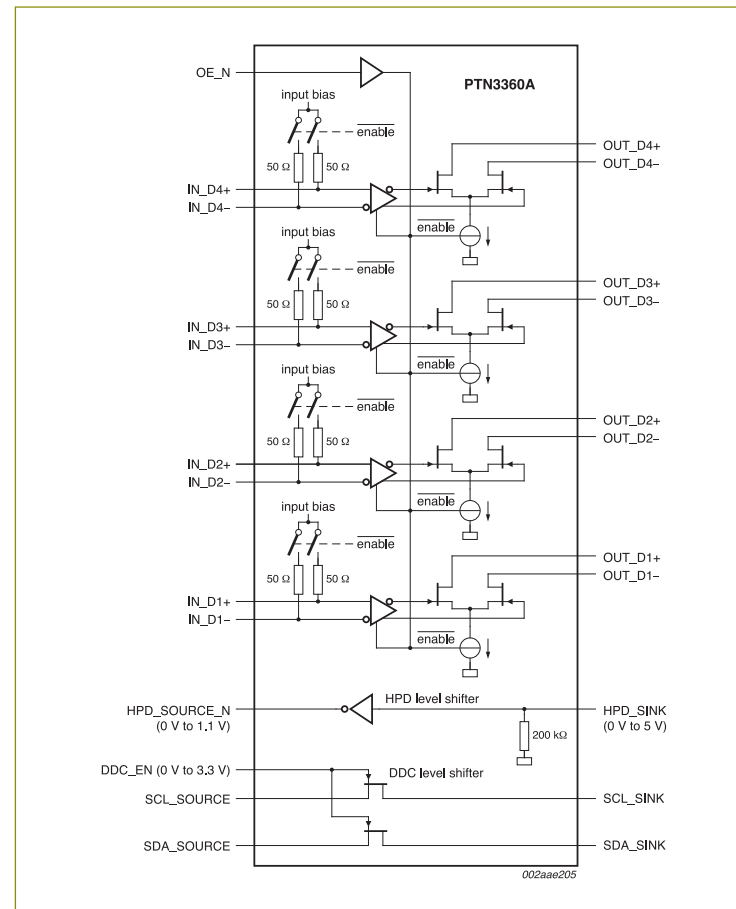 OE_N
PTN3360A
input bias
enable
50 Ω 50 Ω
OUT_D4+
OUT_D4−
IN_D4+
IN_D4−
enable
input bias
enable
50 Ω 50 Ω
OUT_D3+
OUT_D3−
IN_D3+
IN_D3−
enable
input bias
enable
50 Ω 50 Ω
OUT_D2+
OUT_D2−
IN_D2+
IN_D2−
enable
input bias
enable
50 Ω 50 Ω
OUT_D1+
OUT_D1−
IN_D1+
IN_D1−
enable
HPD level shifter
HPD_SOURCE_N
(0 V to 1.1 V)
HPD_SINK
(0 V to 5 V)
200 kΩ
DDC_EN (0 V to 3.3 V)
DDC level shifter
SCL_SOURCE
SCL_SINK
SDA_SOURCE
SDA_SINK
002aae205